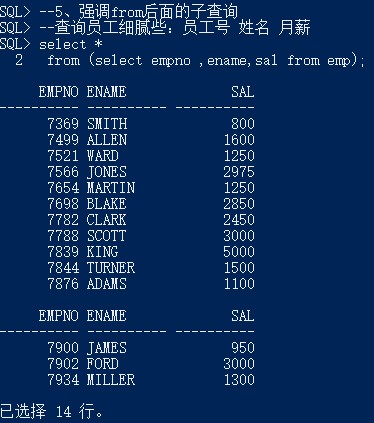 SQL> --5、强调from后面的子查询
SQL> --查询员工细腻些：员工号 姓名 月薪
SQL> select *
  2  from (select empno ,ename,sal from emp);
     EMPNO ENAME             SAL
---------- ---------- ----------
      7369 SMITH             800
      7499 ALLEN            1600
      7521 WARD             1250
      7566 JONES            2975
      7654 MARTIN           1250
      7698 BLAKE            2850
      7782 CLARK            2450
      7788 SCOTT            3000
      7839 KING             5000
      7844 TURNER           1500
      7876 ADAMS            1100
     EMPNO ENAME             SAL
---------- ---------- ----------
      7900 JAMES             950
      7902 FORD             3000
      7934 MILLER           1300
已选择 14 行。